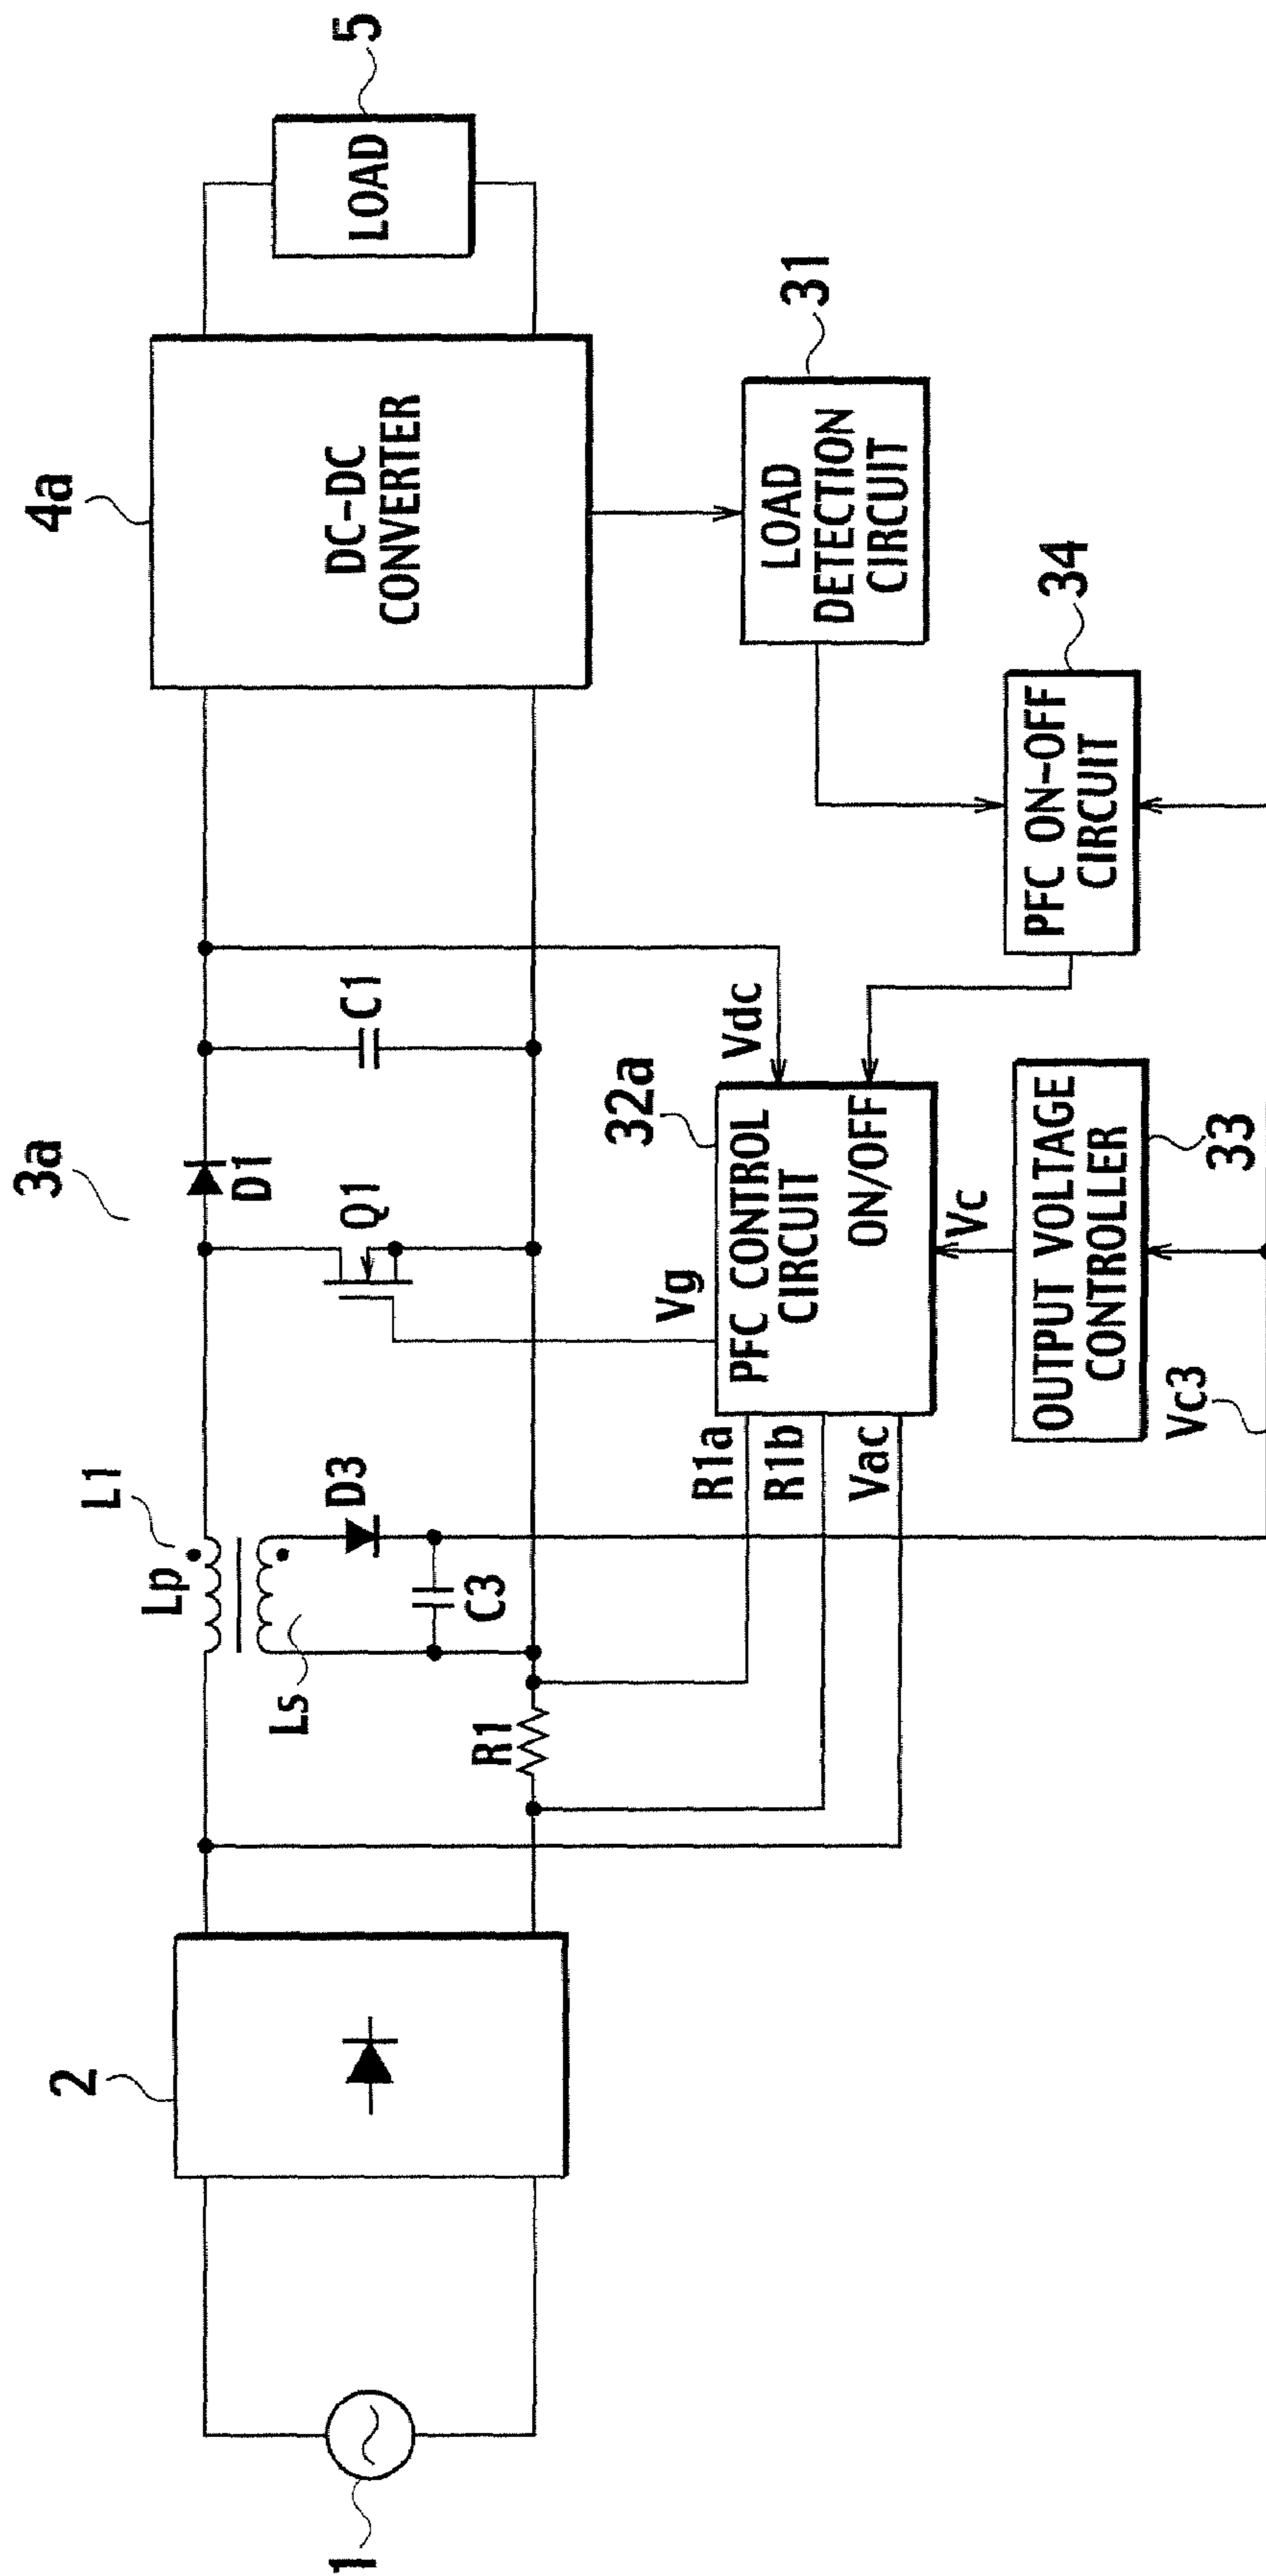 3a
4a
L1
Lp
D1
DC-DC
CONVERTER
2
Ls
D3
Q1
C1
LOAD
5
1
C3
R1
Vg
32a
Vdc
R1a
R1b
Vac
PFC CONTROL
CIRCUIT
ON/OFF
LOAD
DETECTION
CIRCUIT
31
Vc
34
OUTPUT VOLTAGE
CONTROLLER
PFC ON-OFF
CIRCUIT
Vc3
33